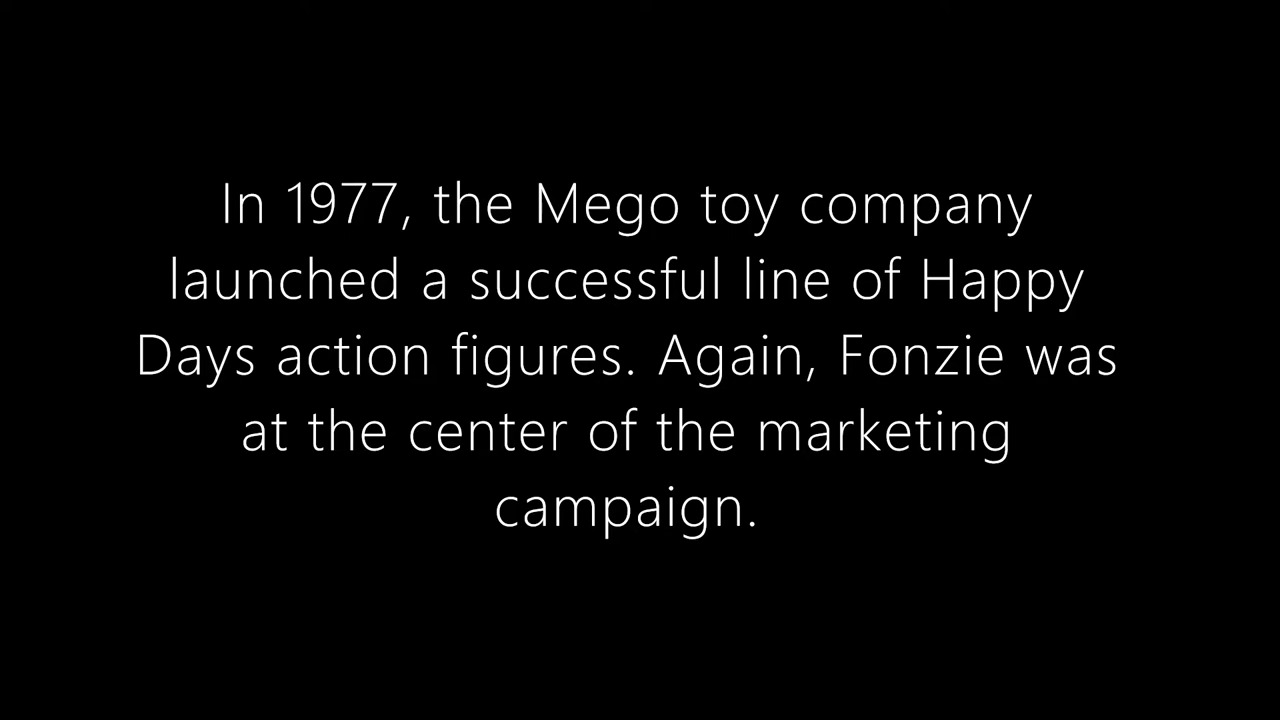 In 1977, the Mego toy company
launched a successful line of Happy
Days action figures. Again, Fonzie was
at the center of the marketing
campaign.